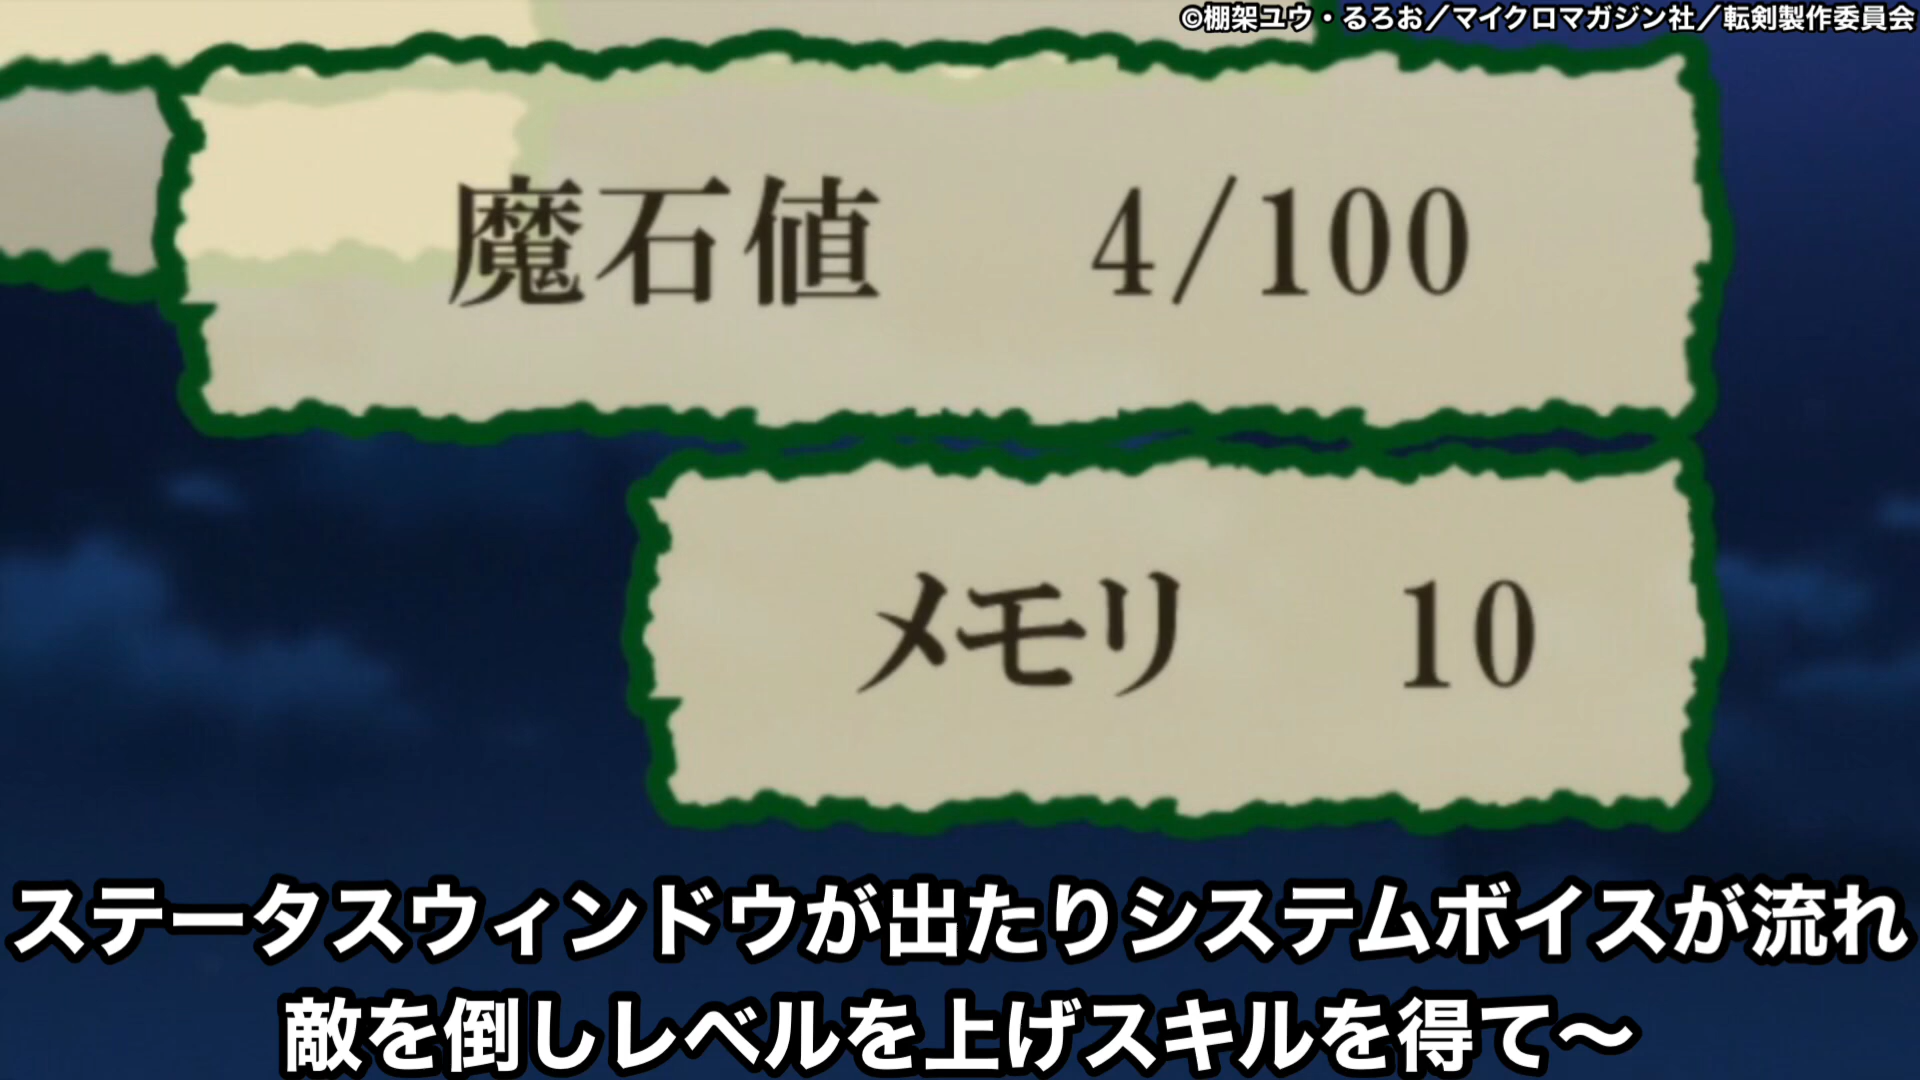 ©棚架ユウ・るろお／マイクロマガジン社／転剣製作委員会
魔石値 4/100
メモリ 10
ステータスウィンドウが出たりシステムボイスが流れ
敵を倒しレベルを上げスキルを得て～